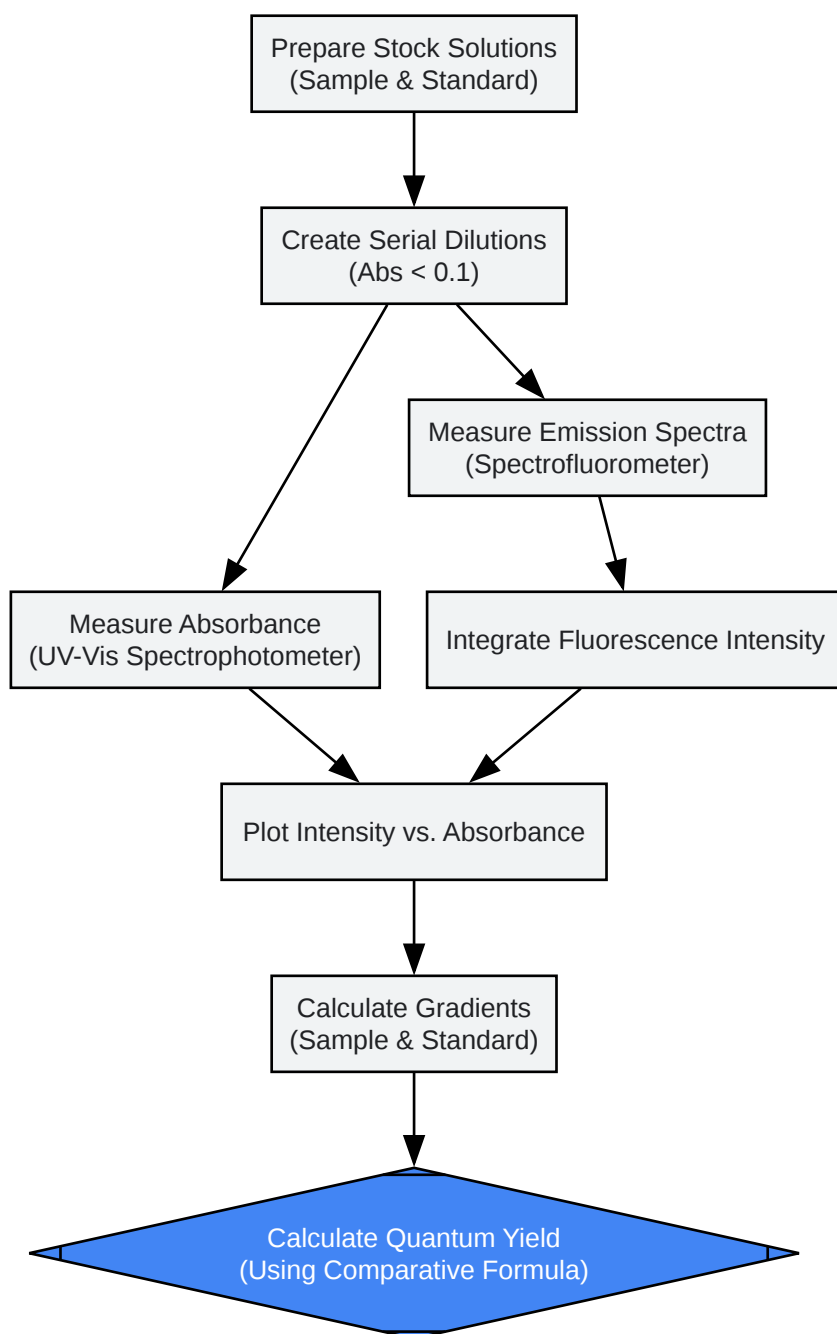 Prepare Stock Solutions
(Sample & Standard)
Create Serial Dilutions
(Abs < 0.1)
Measure Emission Spectra
(Spectrofluorometer)
Measure Absorbance
(UV-Vis Spectrophotometer)
Integrate Fluorescence Intensity
Plot Intensity vs. Absorbance
Calculate Gradients
(Sample & Standard)
Calculate Quantum Yield
(Using Comparative Formula)